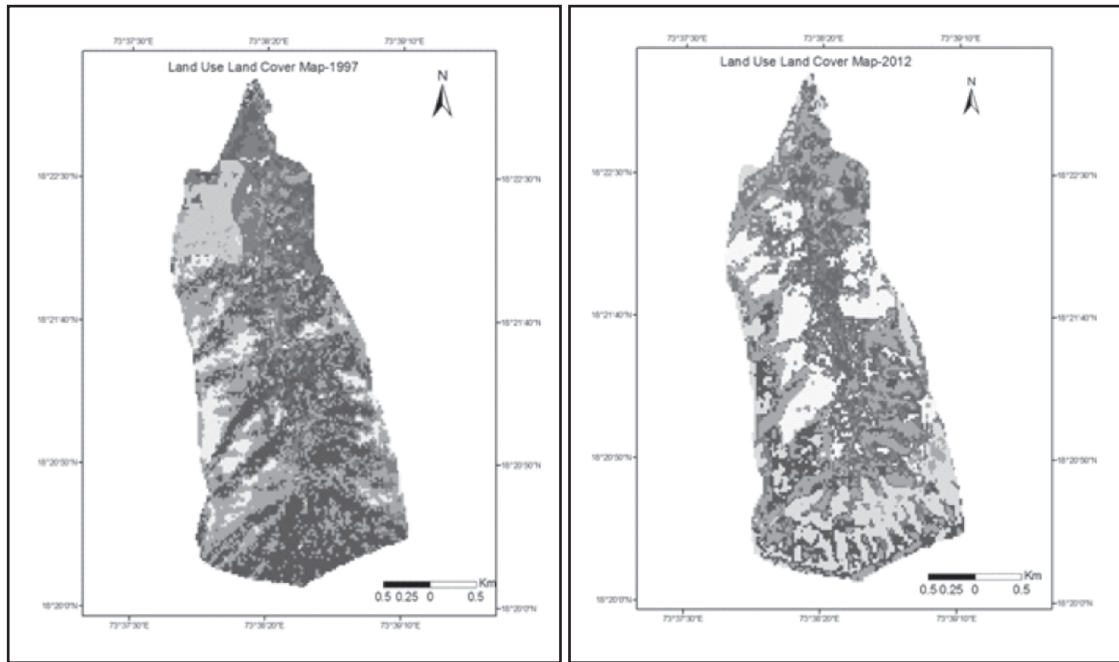 73°37'30"E 73°38'20"E 73°39'10"E
Land Use Land Cover Map-1997
N
18°22'30"N 18°22'30"N
18°21'40"N 18°21'40"N
18°20'50"N 18°20'50"N
18°20'0"N 18°20'0"N
Km
0.5 0.25 0 0.5
73°37'30"E 73°38'20"E 73°39'10"E
73°37'30"E 73°38'20"E 73°39'10"E
Land Use Land Cover Map-2012
N
18°22'30"N 18°22'30"N
18°21'40"N 18°21'40"N
18°20'50"N 18°20'50"N
18°20'0"N 18°20'0"N
Km
0.5 0.25 0 0.5
73°37'30"E 73°38'20"E 73°39'10"E